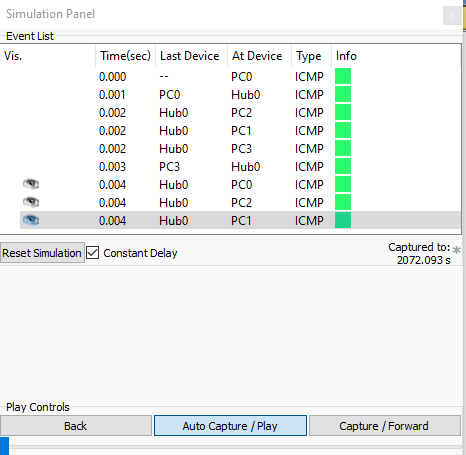 Simulation Panel
Event List
Vis. Time(sec) Last Device At Device Type Info
0.000 -- PC0 ICMP
0.001 PC0 Hub0 ICMP
0.002 Hub0 PC2 ICMP
0.002 Hub0 PC1 ICMP
0.002 Hub0 PC3 ICMP
0.003 PC3 Hub0 ICMP
0.004 Hub0 PC0 ICMP
0.004 Hub0 PC2 ICMP
0.004 Hub0 PC1 ICMP
Reset Simulation Constant Delay Captured to: *
2072.093 s
Play Controls
Back Auto Capture / Play Capture / Forward